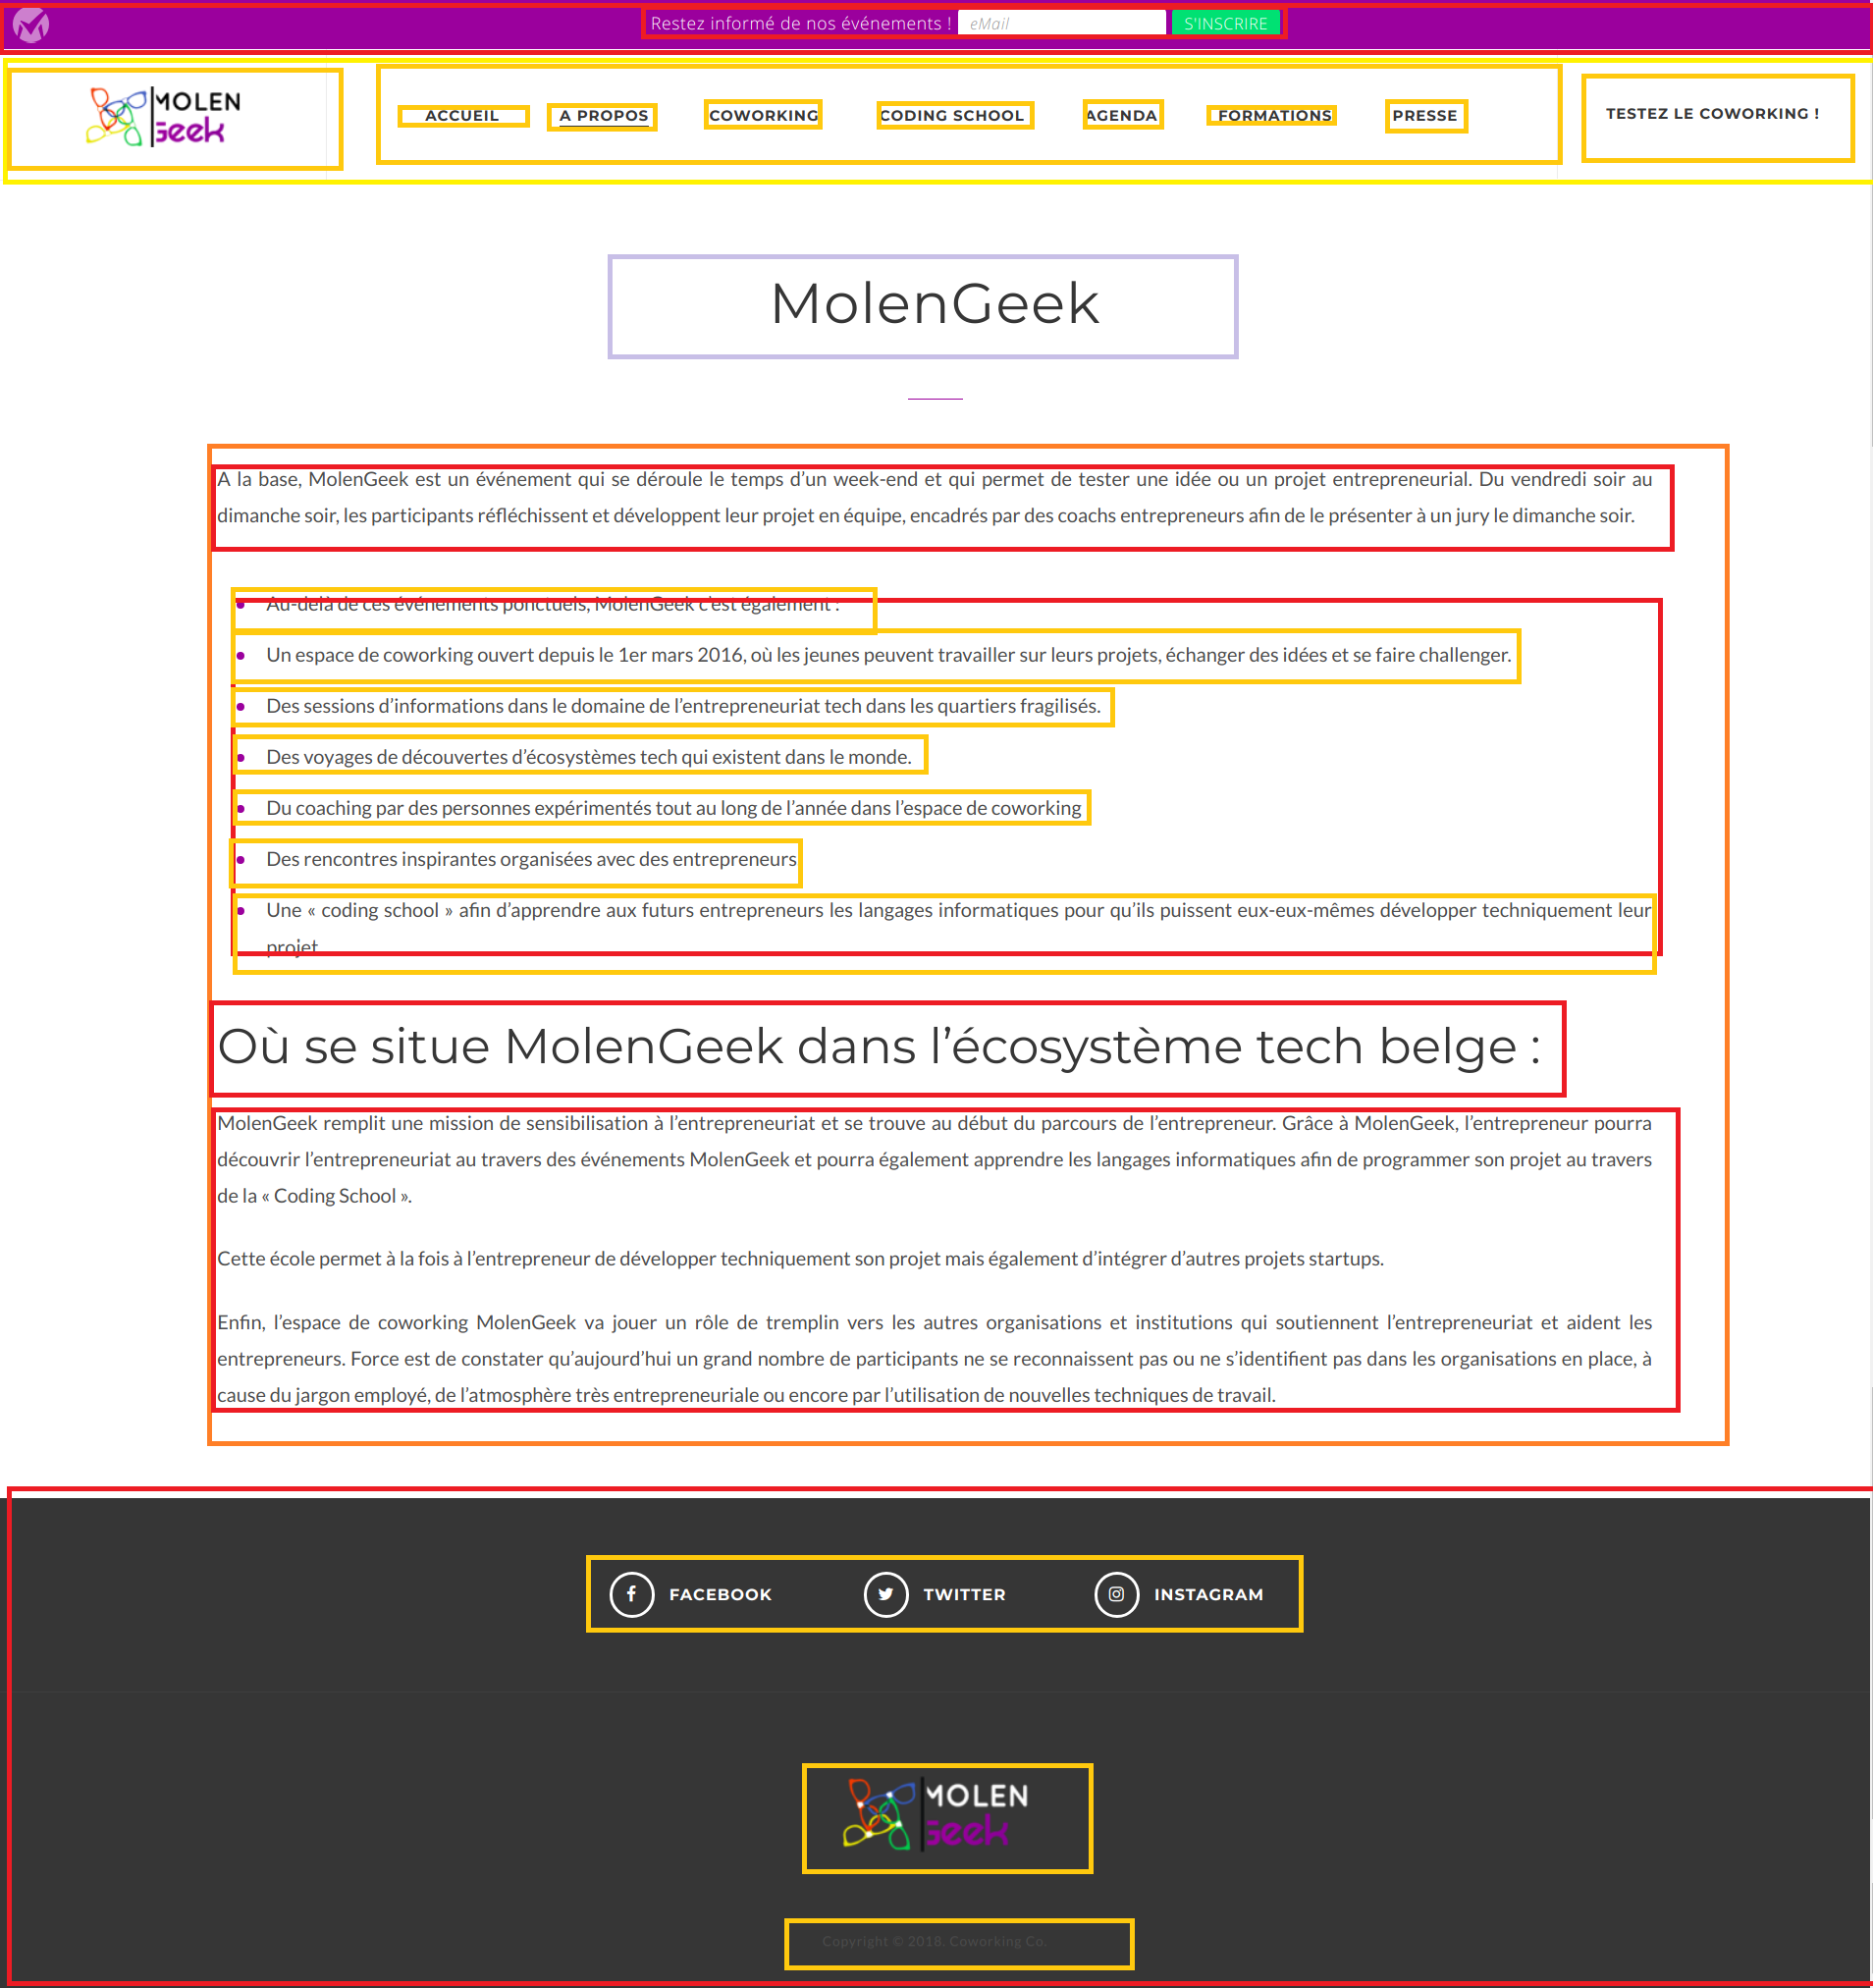 Restez informé de nos événements ! eMail S'INSCRIRE
MOLEN
Geek
ACCUEIL A PROPOS COWORKING CODING SCHOOL AGENDA FORMATIONS PRESSE TESTEZ LE COWORKING !
MolenGeek
A la base, MolenGeek est un événement qui se déroule le temps d’un week-end et qui permet de tester une idée ou un projet entrepreneurial. Du vendredi soir au
dimanche soir, les participants réfléchissent et développent leur projet en équipe, encadrés par des coachs entrepreneurs afin de le présenter à un jury le dimanche soir.
Au-delà de ces événements ponctuels, MolenGeek c’est également :
Un espace de coworking ouvert depuis le 1er mars 2016, où les jeunes peuvent travailler sur leurs projets, échanger des idées et se faire challenger.
Des sessions d’informations dans le domaine de l’entrepreneuriat tech dans les quartiers fragilisés.
Des voyages de découvertes d’écosystèmes tech qui existent dans le monde.
Du coaching par des personnes expérimentés tout au long de l’année dans l’espace de coworking
Des rencontres inspirantes organisées avec des entrepreneurs
Une « coding school » afin d’apprendre aux futurs entrepreneurs les langages informatiques pour qu’ils puissent eux-eux-mêmes développer techniquement leur
projet
Où se situe MolenGeek dans l’écosystème tech belge :
MolenGeek remplit une mission de sensibilisation à l’entrepreneuriat et se trouve au début du parcours de l’entrepreneur. Grâce à MolenGeek, l’entrepreneur pourra
découvrir l’entrepreneuriat au travers des événements MolenGeek et pourra également apprendre les langages informatiques afin de programmer son projet au travers
de la « Coding School ».
Cette école permet à la fois à l’entrepreneur de développer techniquement son projet mais également d’intégrer d’autres projets startups.
Enfin, l’espace de coworking MolenGeek va jouer un rôle de tremplin vers les autres organisations et institutions qui soutiennent l’entrepreneuriat et aident les
entrepreneurs. Force est de constater qu’aujourd’hui un grand nombre de participants ne se reconnaissent pas ou ne s’identifient pas dans les organisations en place, à
cause du jargon employé, de l’atmosphère très entrepreneuriale ou encore par l’utilisation de nouvelles techniques de travail.
FACEBOOK TWITTER INSTAGRAM
MOLEN
Geek
Copyright © 2018. Coworking Co.